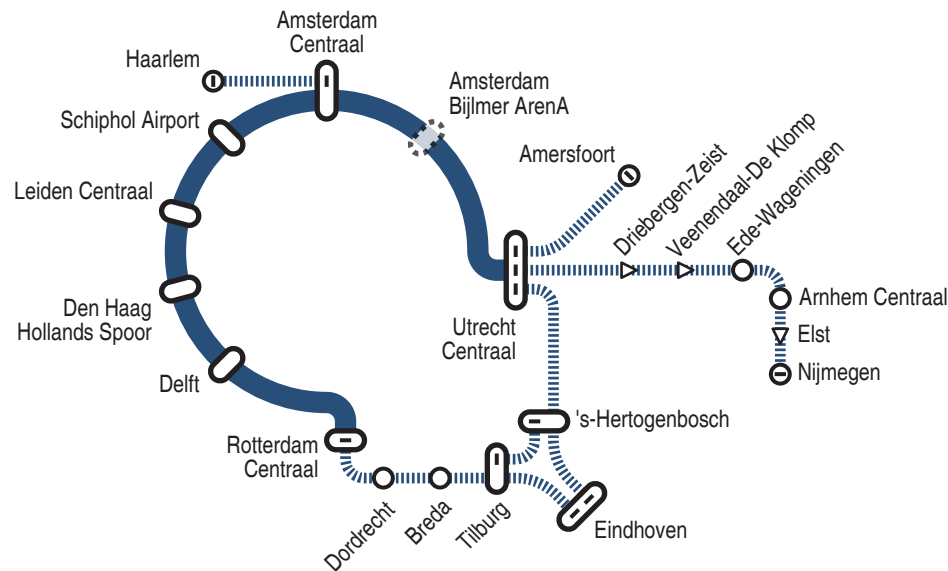 Amsterdam
Centraal
Haarlem
Amsterdam
Bijlmer ArenA
Schiphol Airport
Amersfoort
Driebergen-Zeist
Veenendaal-De Klomp
Ede-Wageningen
Leiden Centraal
Den Haag
Hollands Spoor
Utrecht
Centraal
Arnhem Centraal
Elst
Nijmegen
Delft
Rotterdam
Centraal
's-Hertogenbosch
Dordrecht
Breda
Tilburg
Eindhoven